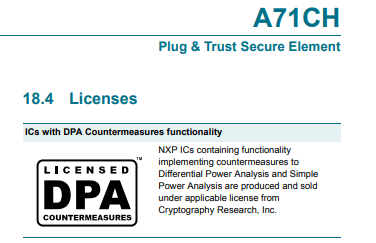 A71CH
Plug & Trust Secure Element
18.4 Licenses
ICs with DPA Countermeasures functionality
LICENSED
DPA
COUNTERMEASURES
TM
NXP ICs containing functionality
implementing countermeasures to
Differential Power Analysis and Simple
Power Analysis are produced and sold
under applicable license from
Cryptography Research, Inc.